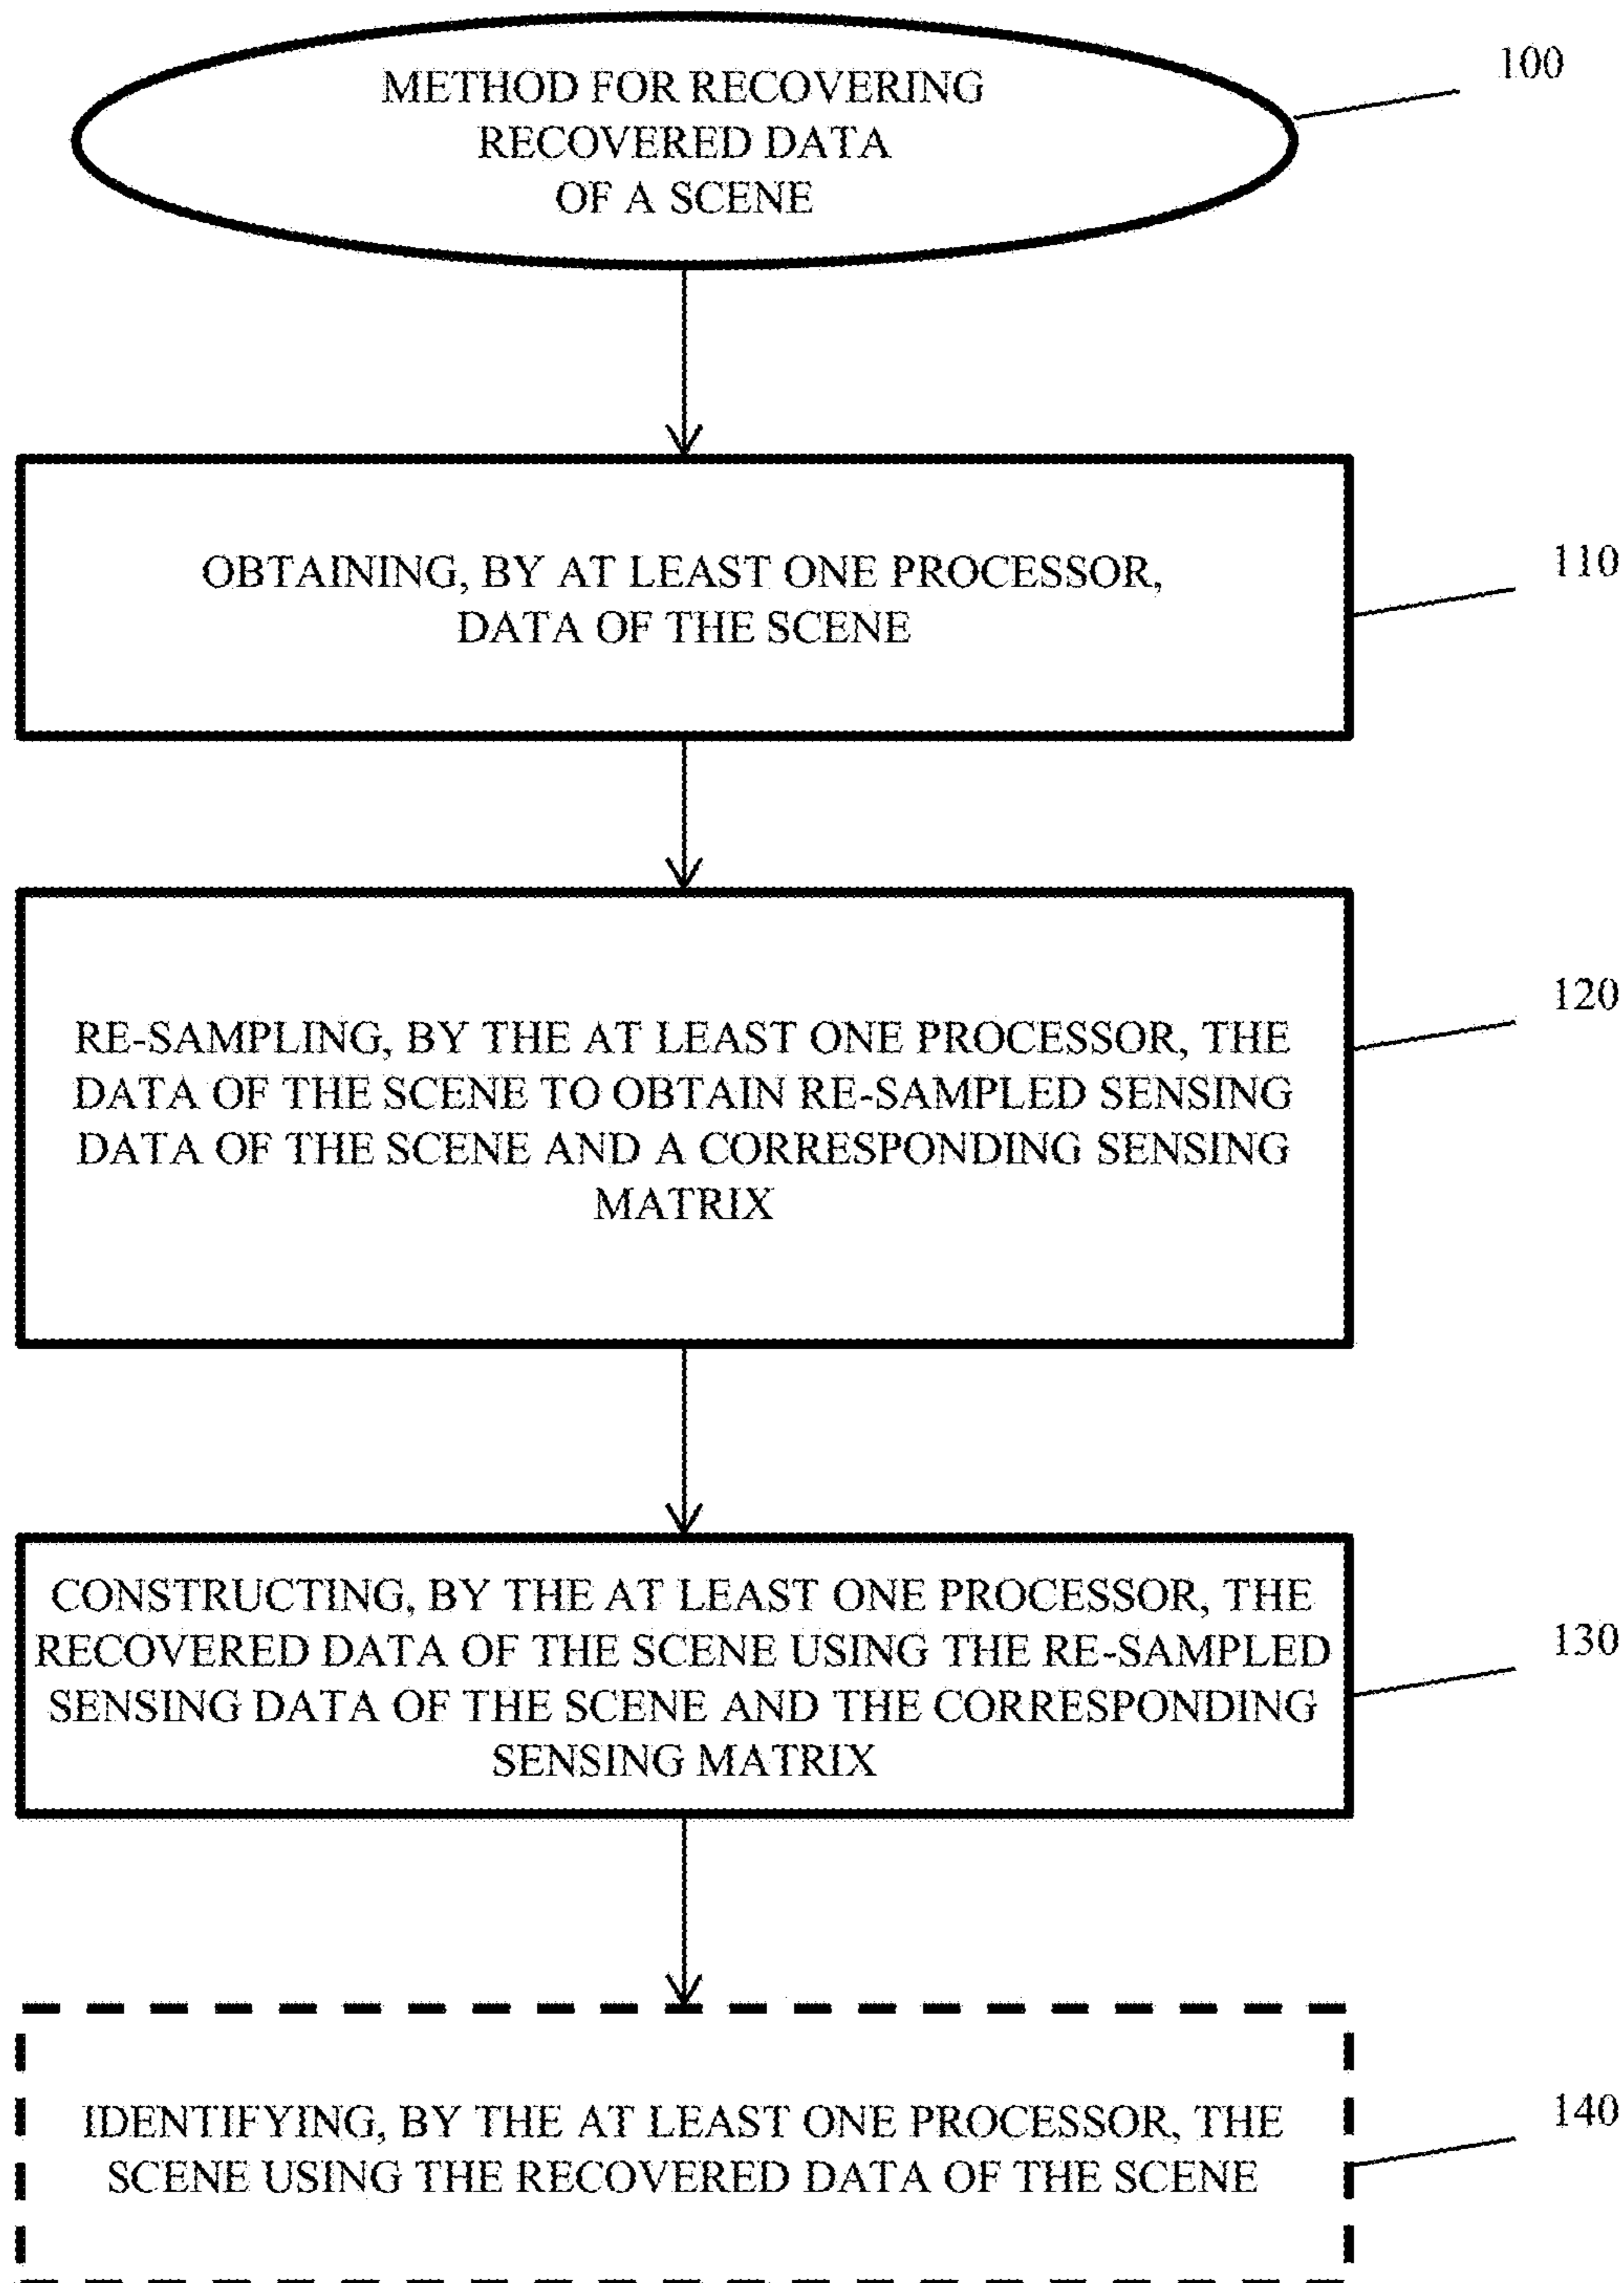 METHOD FOR RECOVERING
RECOVERED DATA
OF A SCENE
100
OBTAINING, BY AT LEAST ONE PROCESSOR,
DATA OF THE SCENE
110
RE-SAMPLING, BY THE AT LEAST ONE PROCESSOR, THE
DATA OF THE SCENE TO OBTAIN RE-SAMPLED SENSING
DATA OF THE SCENE AND A CORRESPONDING SENSING
MATRIX
120
CONSTRUCTING, BY THE AT LEAST ONE PROCESSOR, THE
RECOVERED DATA OF THE SCENE USING THE RE-SAMPLED
SENSING DATA OF THE SCENE AND THE CORRESPONDING
SENSING MATRIX
130
IDENTIFYING, BY THE AT LEAST ONE PROCESSOR, THE
SCENE USING THE RECOVERED DATA OF THE SCENE
140